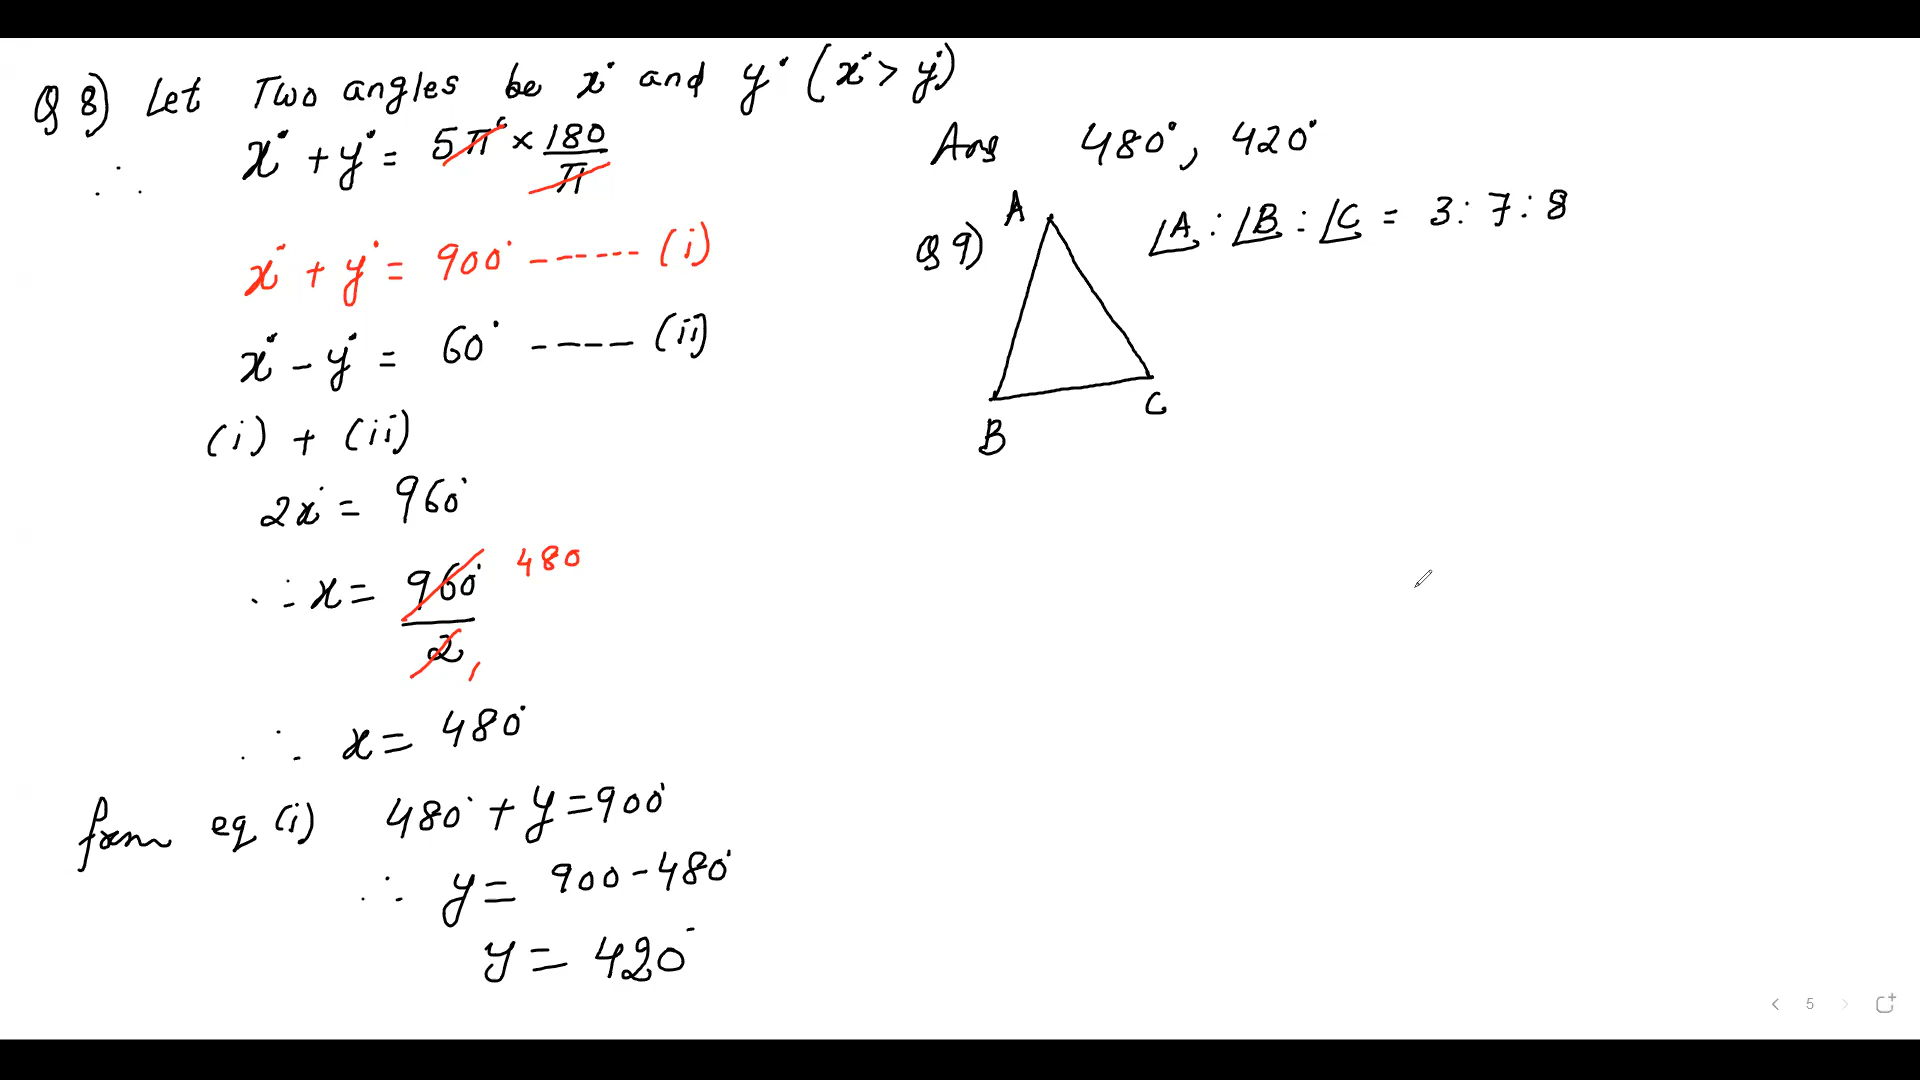 Q 8) Let Two angles be x° and y° (x° > y°)
∴ x° + y° = 5π^c × 180/π
x° + y° = 900° ------ (i)
x° - y° = 60° ---- (ii)
(i) + (ii)
2x° = 960°
∴ x = 960°/2 480 1
∴ x = 480°
from eq (i) 480° + y = 900°
∴ y = 900 - 480°
y = 420°
Ans 480°, 420°
Q 9) ∠A : ∠B : ∠C = 3 : 7 : 8
A
B
C
5